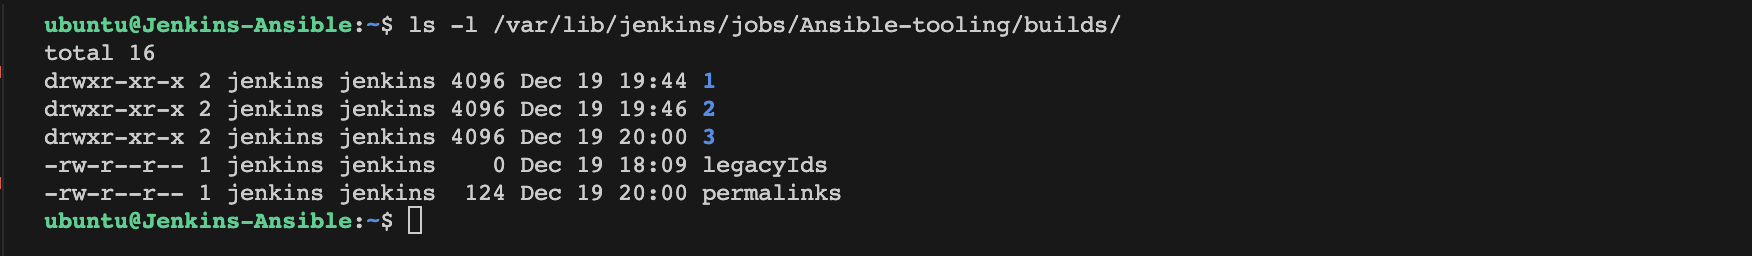 ubuntu@Jenkins-Ansible:~$ ls -l /var/lib/jenkins/jobs/Ansible-tooling/builds/
total 16
drwxr-xr-x 2 jenkins jenkins 4096 Dec 19 19:44 1
drwxr-xr-x 2 jenkins jenkins 4096 Dec 19 19:46 2
drwxr-xr-x 2 jenkins jenkins 4096 Dec 19 20:00 3
-rw-r--r-- 1 jenkins jenkins    0 Dec 19 18:09 legacyIds
-rw-r--r-- 1 jenkins jenkins  124 Dec 19 20:00 permalinks
ubuntu@Jenkins-Ansible:~$